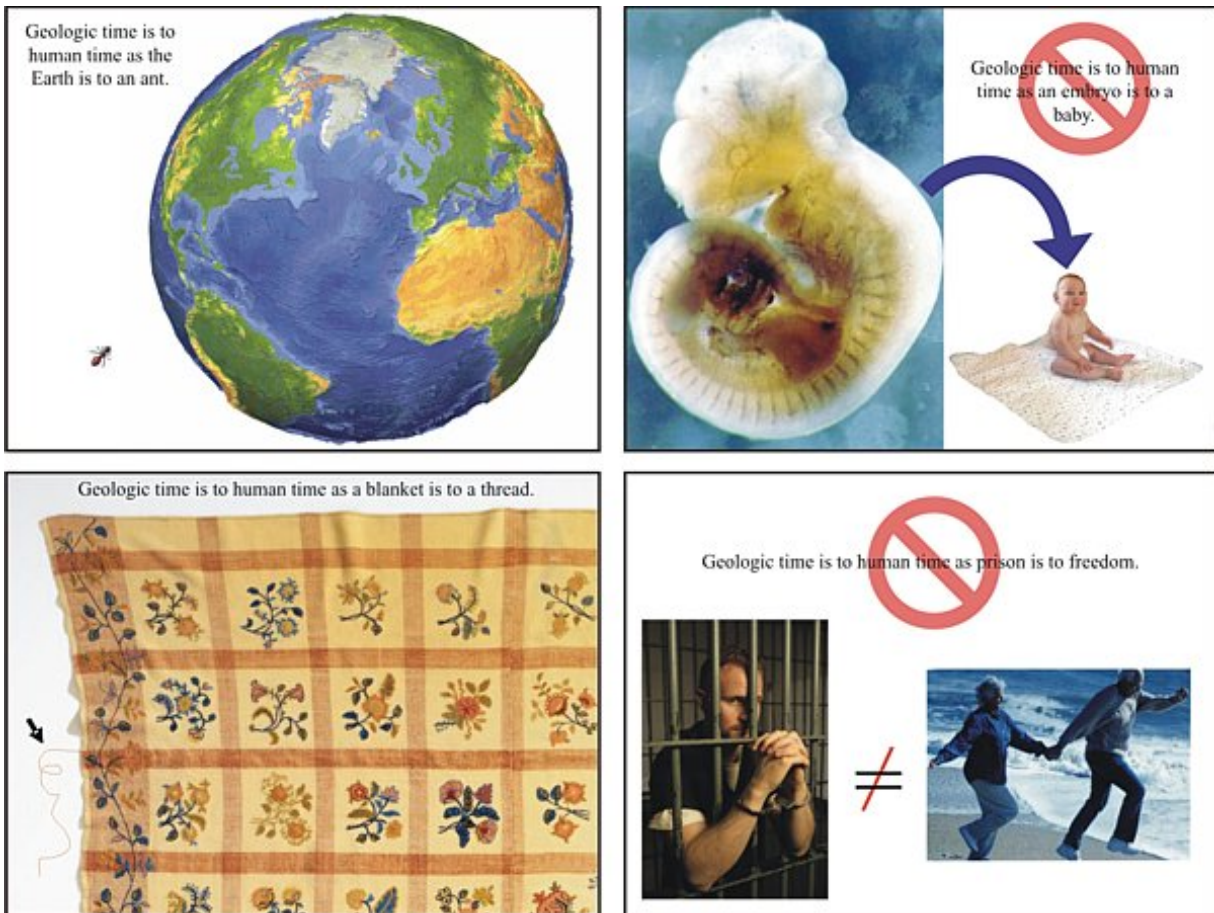 Geologic time is to
human time as the
Earth is to an ant.
Geologic time is to human
time as an embryo is to a
baby.
Geologic time is to human time as a blanket is to a thread.
Geologic time is to human time as prison is to freedom.
≠